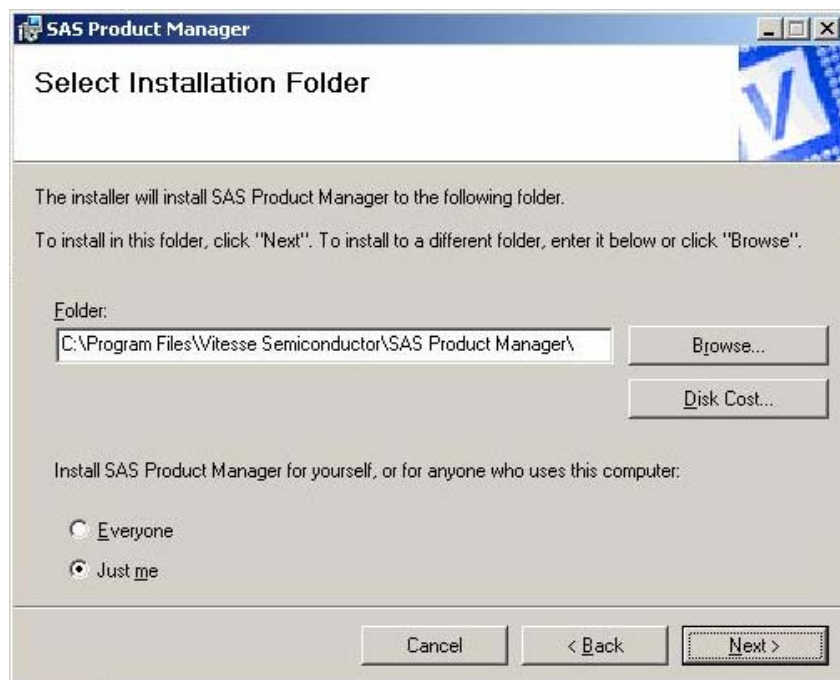 SAS Product Manager
Select Installation Folder
V
The installer will install SAS Product Manager to the following folder.
To install in this folder, click "Next". To install to a different folder, enter it below or click "Browse".
Folder:
C:\Program Files\Vitesse Semiconductor\SAS Product Manager\
Browse...
Disk Cost...
Install SAS Product Manager for yourself, or for anyone who uses this computer:
Everyone
Just me
Cancel
< Back
Next >